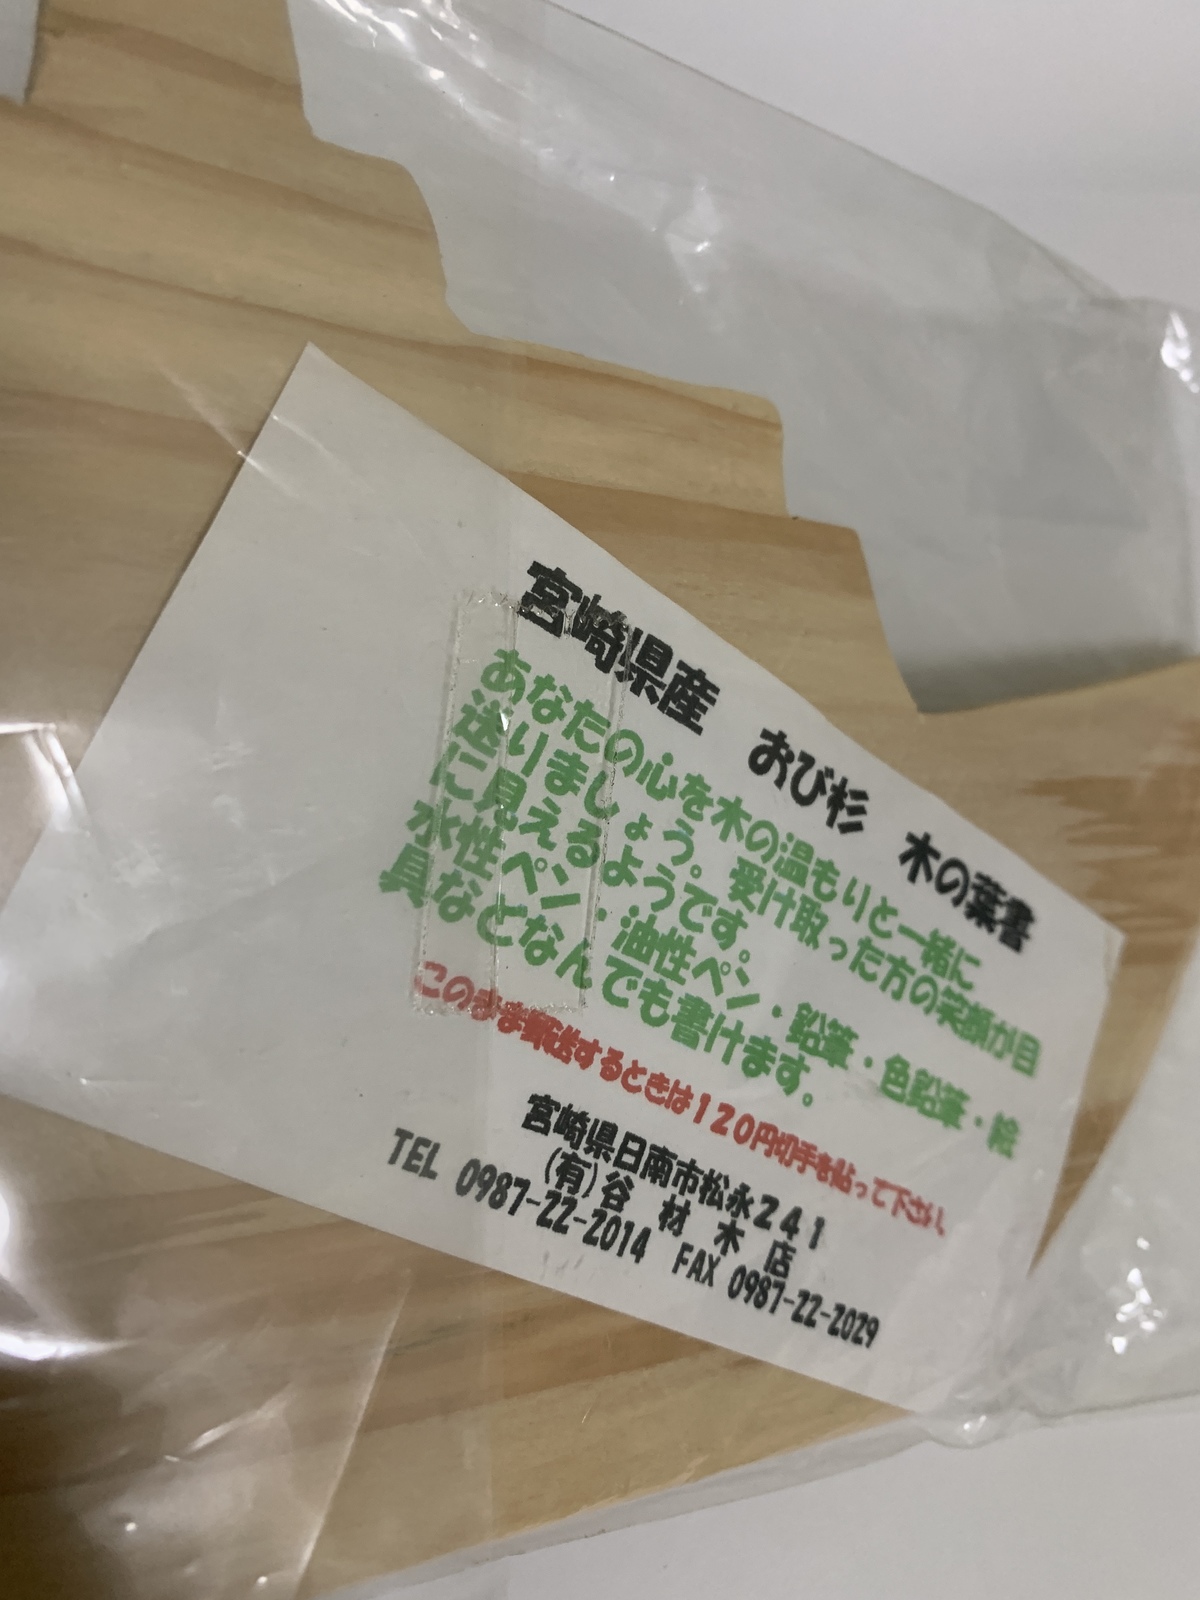 宮崎県産　おび杉　木の葉書
あなたの心を木の温もりと一緒に
送りましょう。受け取った方の笑顔が目
に見えるようです。
水性ペン・油性ペン・鉛筆・色鉛筆・絵
具などなんでも書けます。
このまま郵送するときは120円切手を貼って下さい。
宮崎県日南市松永241
(有)谷　材　木　店
TEL 0987-22-2014　FAX 0987-22-2029